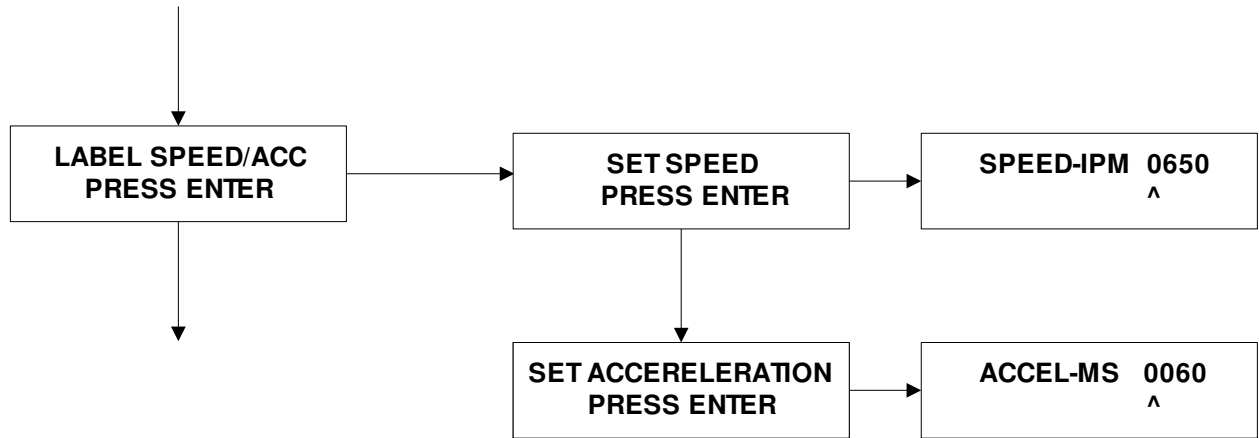 LABEL SPEED/ACC
PRESS ENTER
SET SPEED
PRESS ENTER
SPEED-IPM 0650
^
SET ACCERELERATION
PRESS ENTER
ACCEL-MS 0060
^